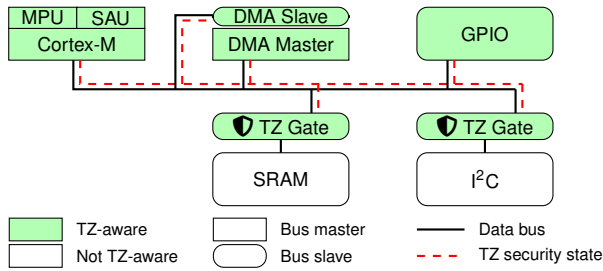 MPU SAU
Cortex-M
DMA Slave
DMA Master
GPIO
TZ Gate
TZ Gate
SRAM
I²C
TZ-aware
Bus master
Data bus
Not TZ-aware
Bus slave
TZ security state